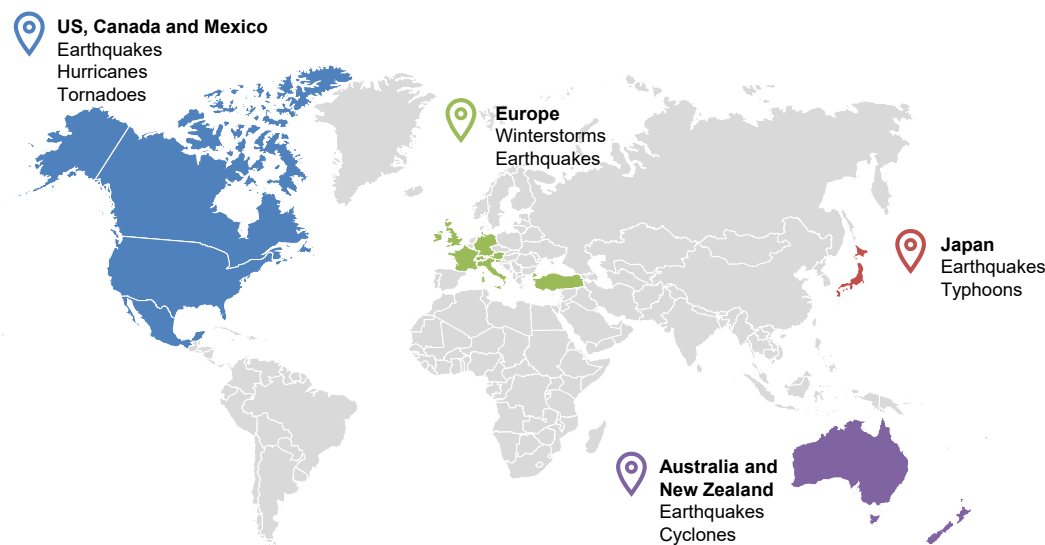 US, Canada and Mexico
Earthquakes
Hurricanes
Tornadoes
Europe
Winterstorms
Earthquakes
Japan
Earthquakes
Typhoons
Australia and
New Zealand
Earthquakes
Cyclones